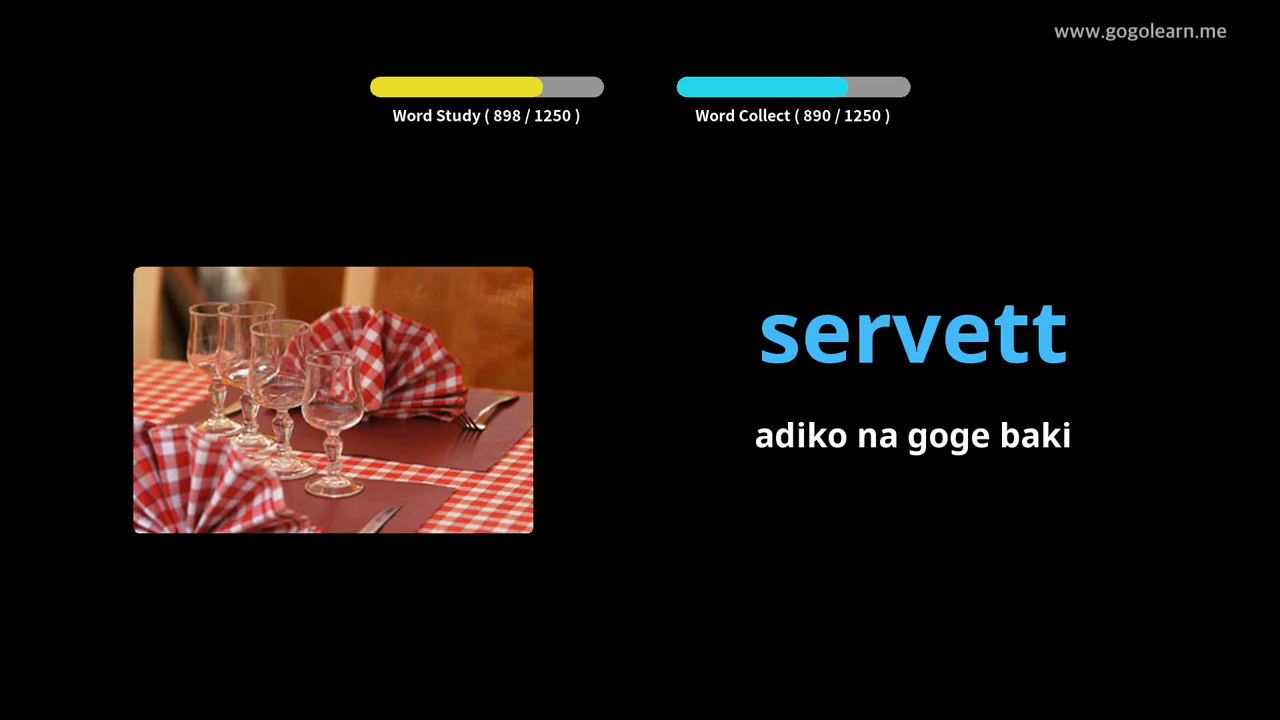 www.gogolearn.me
Word Study ( 898 / 1250 )
Word Collect ( 890 / 1250 )
servett
adiko na goge baki